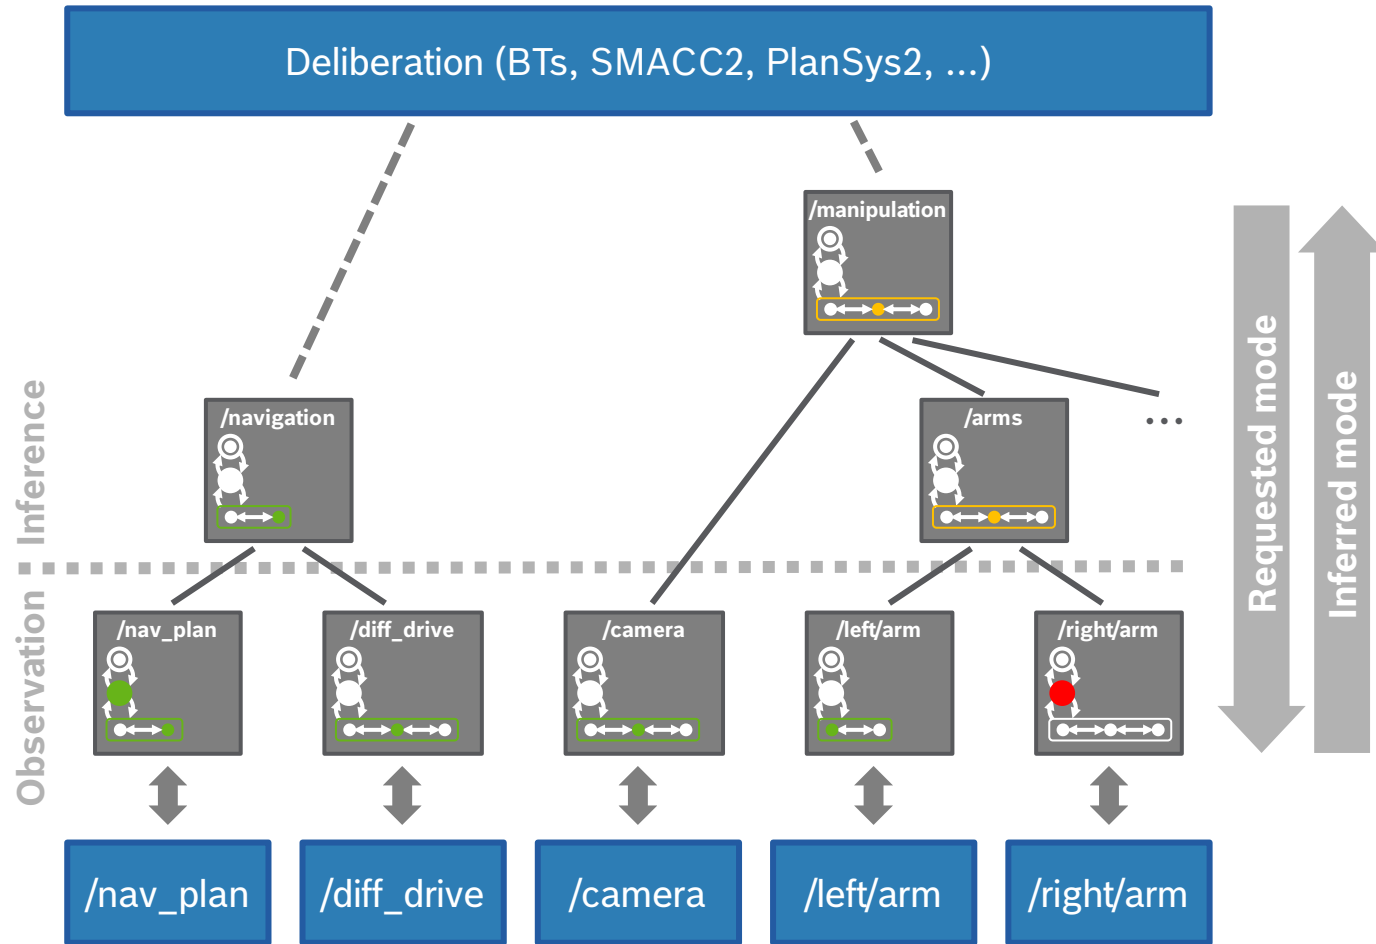 Deliberation (BTs, SMACC2, PlanSys2, ...)
/manipulation
/navigation
/arms
...
Requested mode
Inferred mode
Inference
Observation
/nav_plan
/diff_drive
/camera
/left/arm
/right/arm
/nav_plan
/diff_drive
/camera
/left/arm
/right/arm